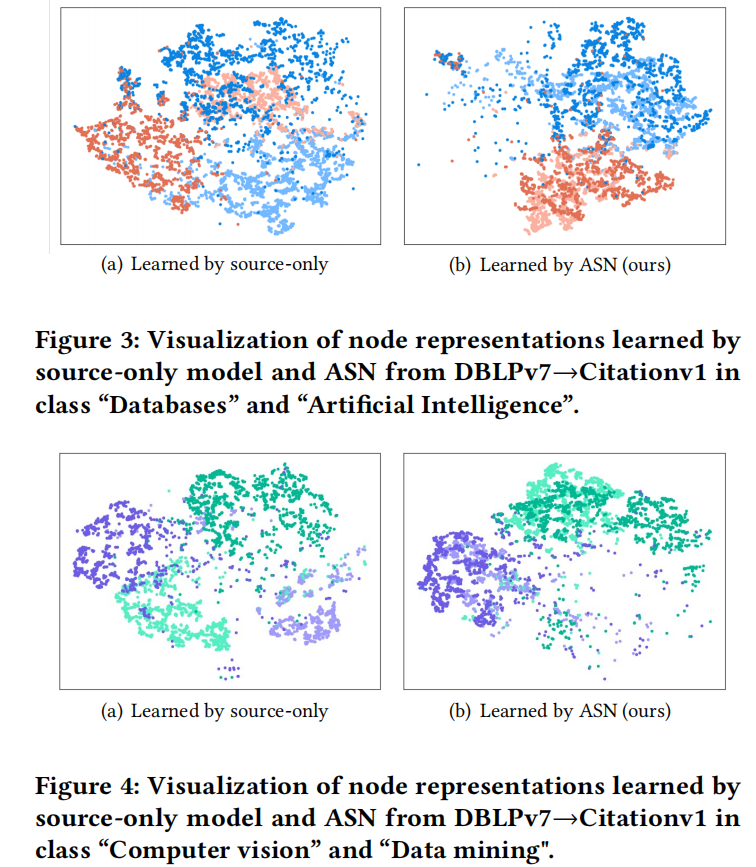 (a) Learned by source-only
(b) Learned by ASN (ours)
Figure 3: Visualization of node representations learned by
source-only model and ASN from DBLPv7→Citationv1 in
class “Databases” and “Artificial Intelligence”.
(a) Learned by source-only
(b) Learned by ASN (ours)
Figure 4: Visualization of node representations learned by
source-only model and ASN from DBLPv7→Citationv1 in
class “Computer vision” and “Data mining".